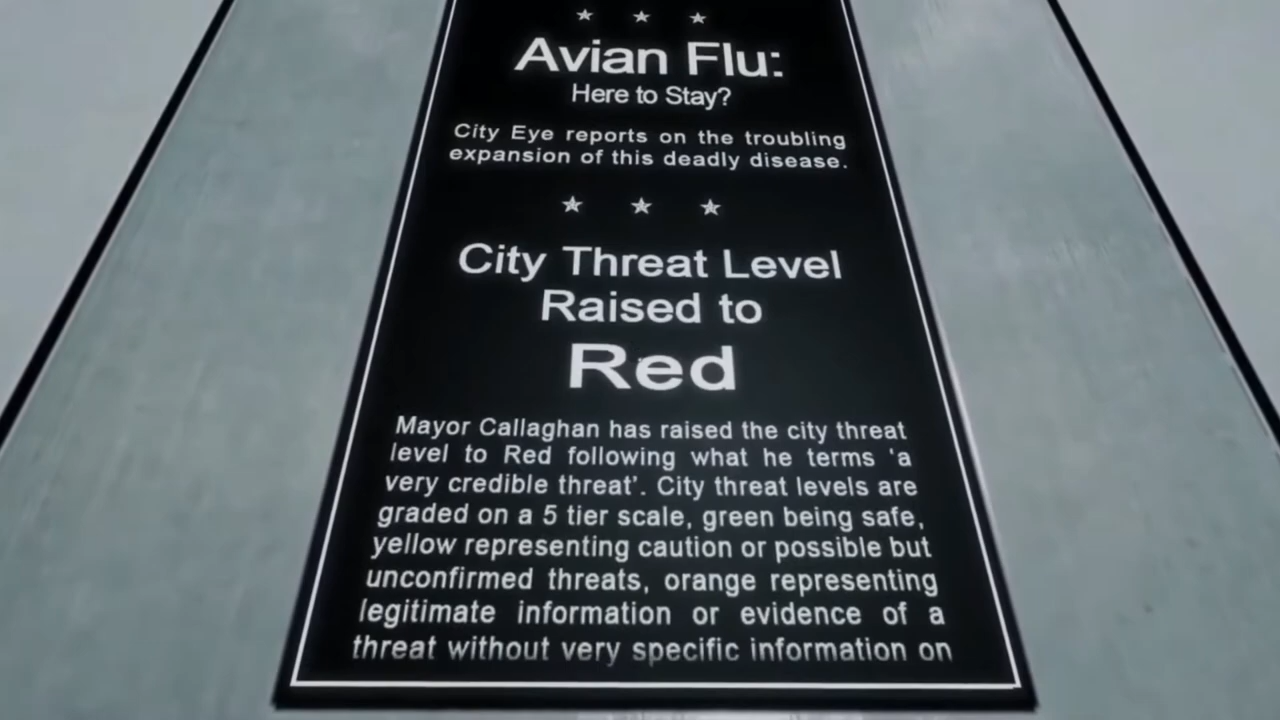 Avian Flu:
Here to Stay?
City Eye reports on the troubling
expansion of this deadly disease.
City Threat Level
Raised to
Red
Mayor Callaghan has raised the city threat
level to Red following what he terms 'a
very credible threat'. City threat levels are
graded on a 5 tier scale, green being safe,
yellow representing caution or possible but
unconfirmed threats, orange representing
legitimate information or evidence of a
threat without very specific information on